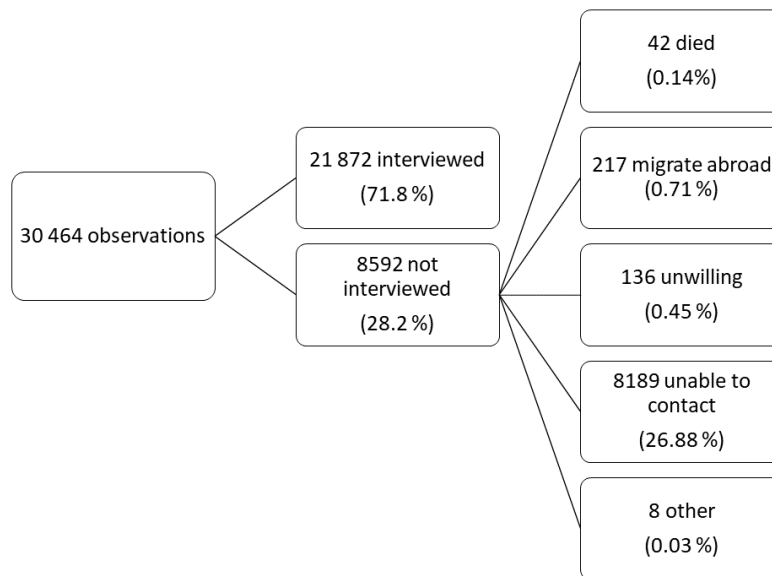 30 464 observations
21 872 interviewed
(71.8 %)
8592 not
interviewed
(28.2 %)
42 died
(0.14%)
217 migrate abroad
(0.71 %)
136 unwilling
(0.45 %)
8189 unable to
contact
(26.88 %)
8 other
(0.03 %)